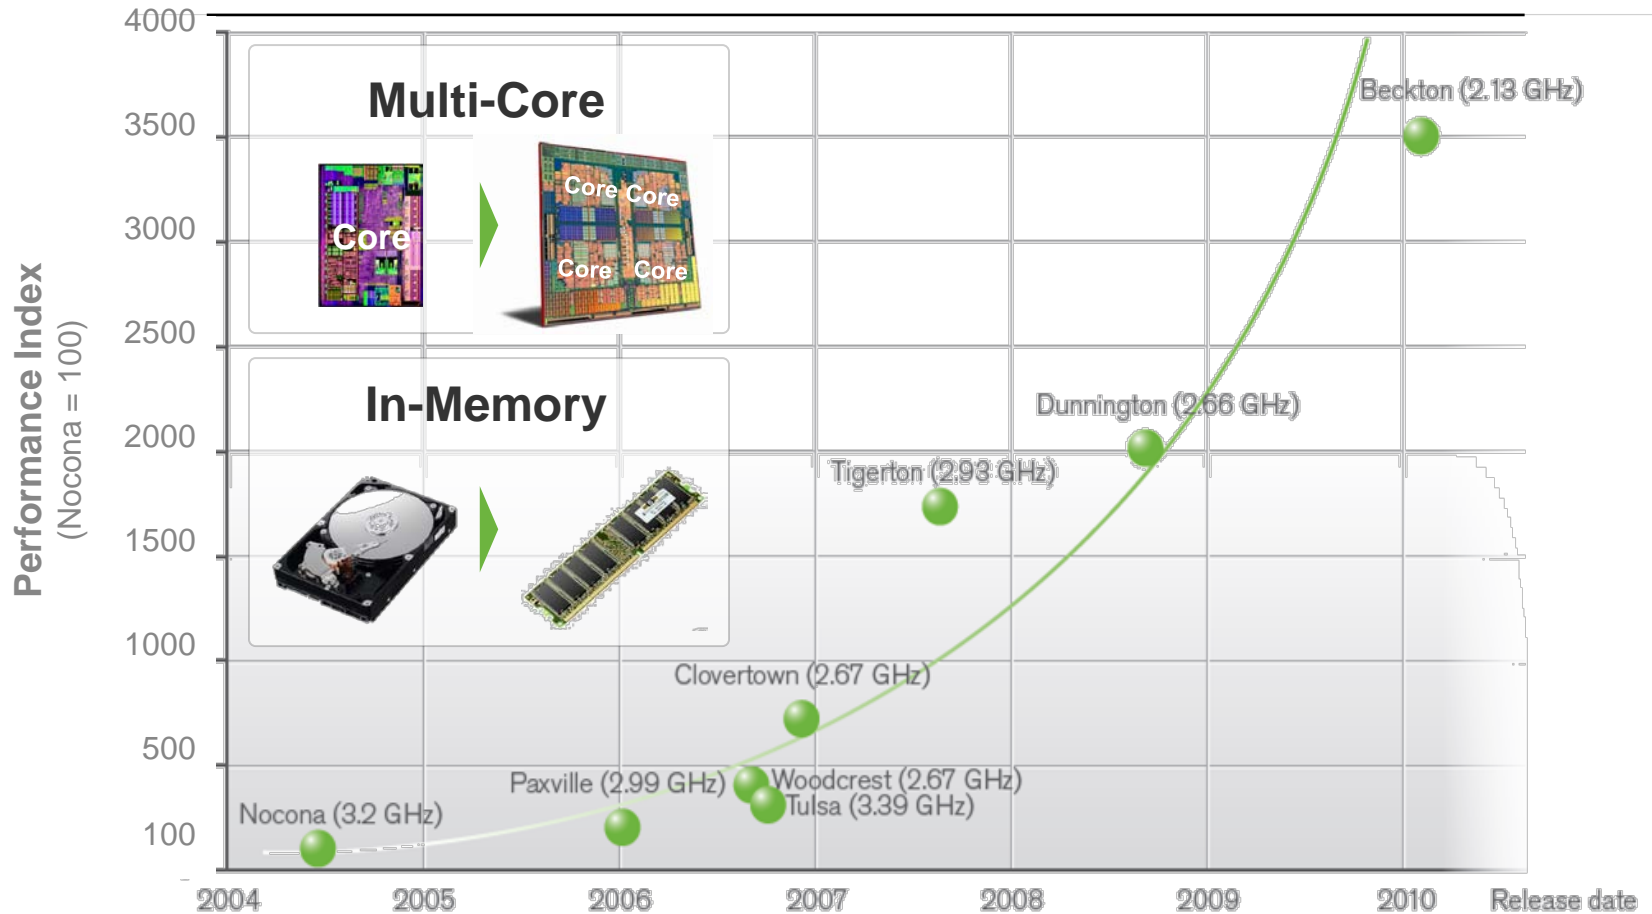 4000
3500
3000
2500
2000
1500
1000
500
100
-
Performance Index
(Nocona = 100)
Multi-Core
Core
Core Core
Core Core
In-Memory
Beckton (2.13 GHz)
Dunnington (2.66 GHz)
Tigerton (2.93 GHz)
Clovertown (2.67 GHz)
Paxville (2.99 GHz)
Woodcrest (2.67 GHz)
Tulsa (3.39 GHz)
Nocona (3.2 GHz)
2004 2005 2006 2007 2008 2009 2010 Release date